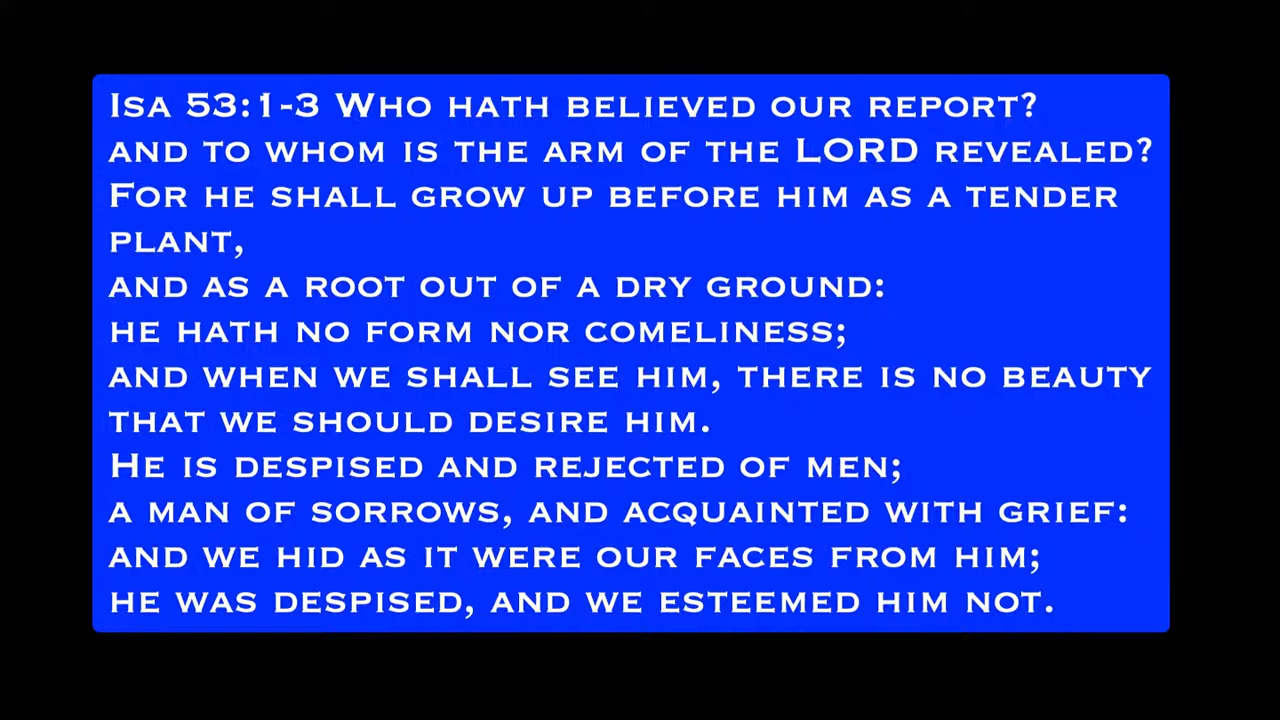 Isa 53:1-3 Who hath believed our report?
and to whom is the arm of the LORD revealed?
For he shall grow up before him as a tender
plant,
and as a root out of a dry ground:
he hath no form nor comeliness;
and when we shall see him, there is no beauty
that we should desire him.
He is despised and rejected of men;
a man of sorrows, and acquainted with grief:
and we hid as it were our faces from him;
he was despised, and we esteemed him not.